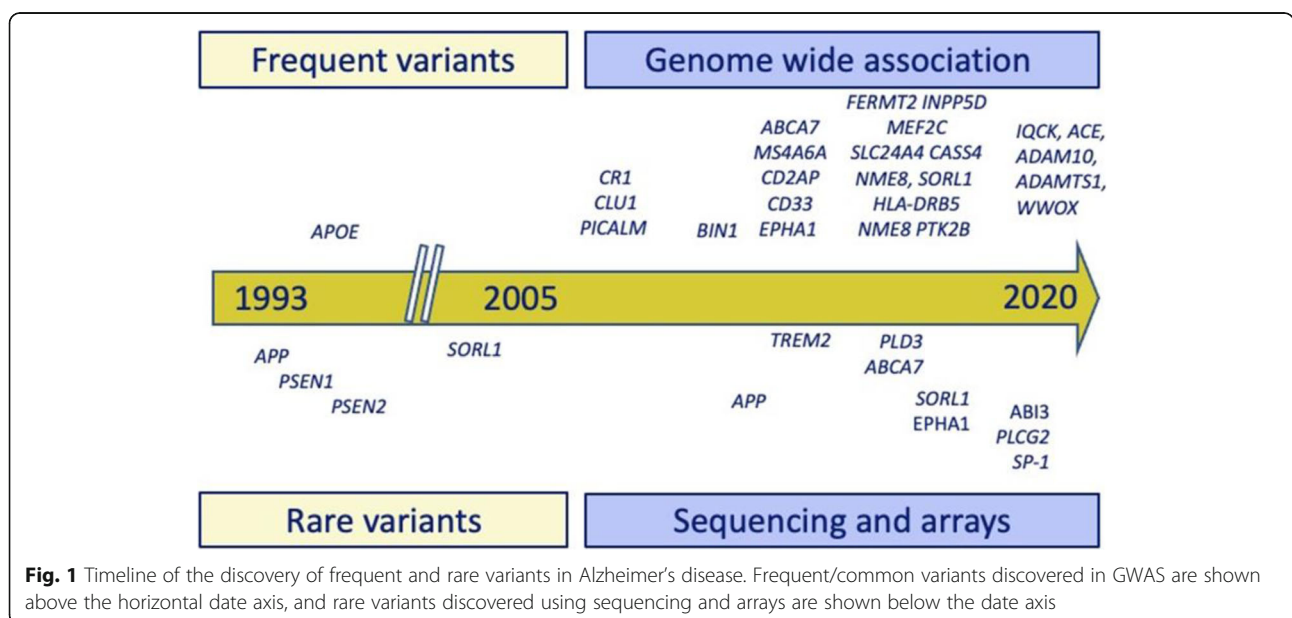 Frequent variants
Genome wide association
APOE
CR1
CLU1
PICALM
BIN1
ABCA7
MS4A6A
CD2AP
CD33
EPHA1
FERMT2 INPP5D
MEF2C
SLC24A4 CASS4
NME8, SORL1
HLA-DRB5
NME8 PTK2B
IQCK, ACE,
ADAM10,
ADAMTS1,
WWOX
1993
2005
2020
APP
PSEN1
PSEN2
SORL1
APP
TREM2
PLD3
ABCA7
SORL1
EPHA1
ABI3
PLCG2
SP-1
Rare variants
Sequencing and arrays
Fig. 1 Timeline of the discovery of frequent and rare variants in Alzheimer's disease. Frequent/common variants discovered in GWAS are shown
above the horizontal date axis, and rare variants discovered using sequencing and arrays are shown below the date axis